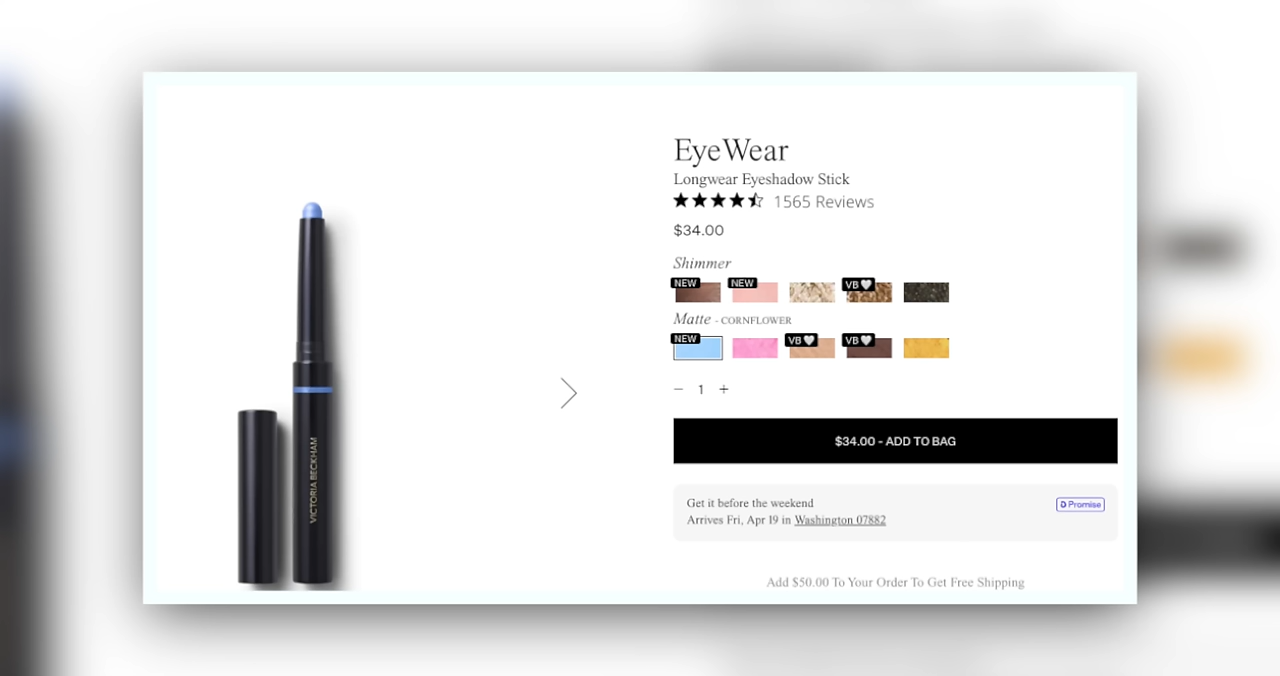 EyeWear
Longwear Eyeshadow Stick
1565 Reviews
$34.00
Shimmer
NEW NEW VB🤍
Matte - CORNFLOWER
NEW VB🤍 VB🤍
− 1 +
$34.00 - ADD TO BAG
Get it before the weekend
Arrives Fri, Apr 19 in Washington 07882
D Promise
Add $50.00 To Your Order To Get Free Shipping
VICTORIA BECKHAM